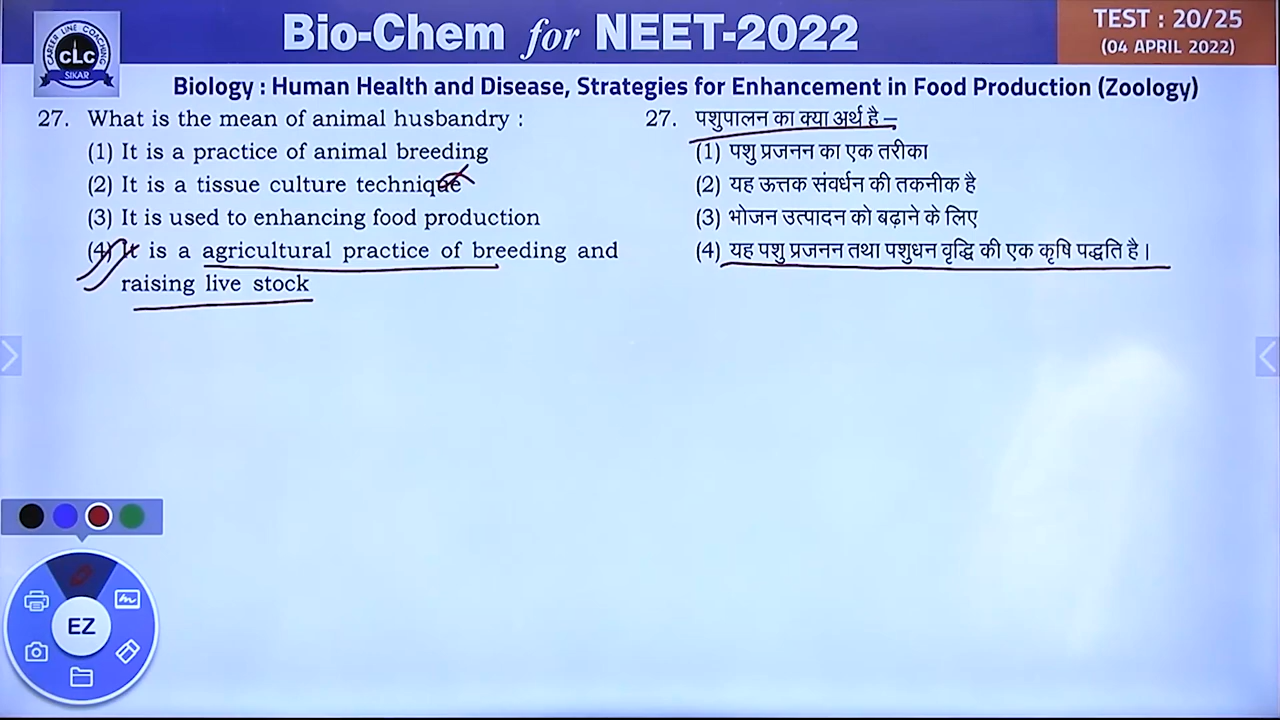 CAREER LINE COACHING
CLC
SIKAR
Bio-Chem for NEET-2022
TEST : 20/25
(04 APRIL 2022)
Biology : Human Health and Disease, Strategies for Enhancement in Food Production (Zoology)
27. What is the mean of animal husbandry :
(1) It is a practice of animal breeding
(2) It is a tissue culture technique
(3) It is used to enhancing food production
(4) It is a agricultural practice of breeding and
raising live stock
27. पशुपालन का क्या अर्थ है –
(1) पशु प्रजनन का एक तरीका
(2) यह ऊत्तक संवर्धन की तकनीक है
(3) भोजन उत्पादन को बढ़ाने के लिए
(4) यह पशु प्रजनन तथा पशुधन वृद्धि की एक कृषि पद्धति है।
EZ